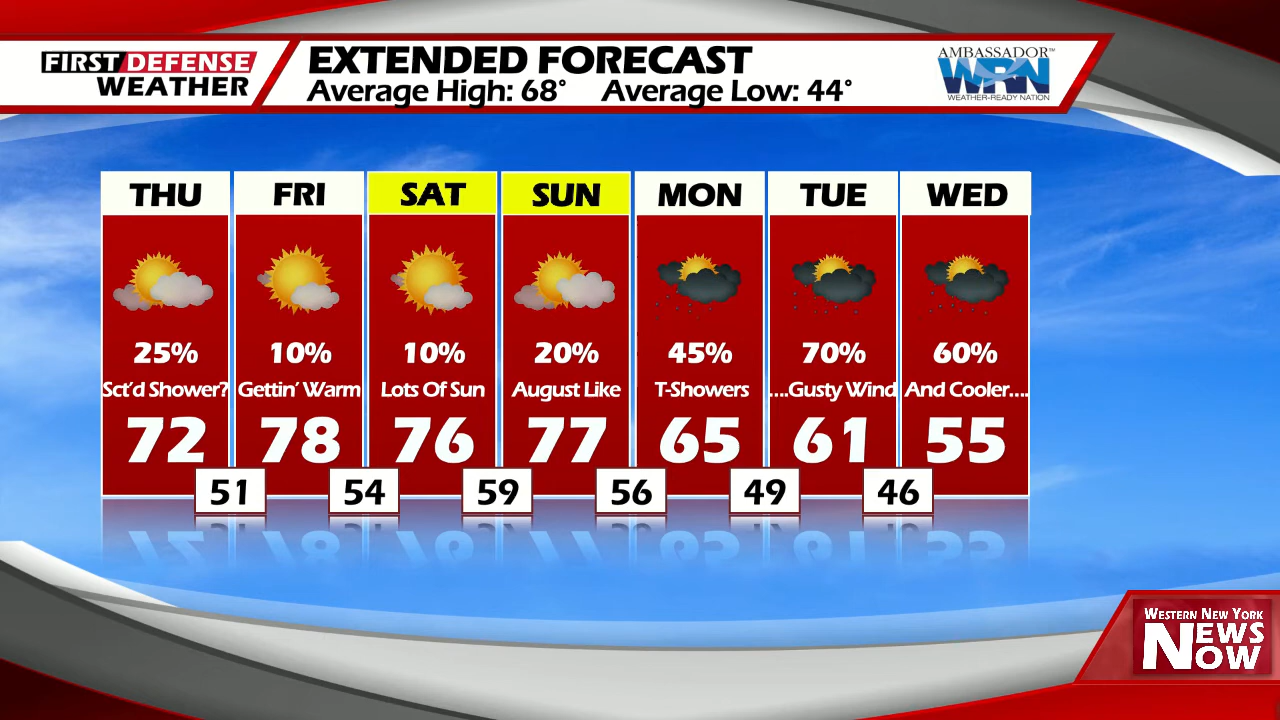 FIRST DEFENSE
WEATHER
EXTENDED FORECAST
Average High: 68° Average Low: 44°
AMBASSADOR™
WRN
WEATHER-READY NATION
THU FRI SAT SUN MON TUE WED
25% 10% 10% 20% 45% 70% 60%
Sct'd Shower? Gettin' Warm Lots Of Sun August Like T-Showers ....Gusty Wind And Cooler....
72 78 76 77 65 61 55
51 54 59 56 49 46
WESTERN NEW YORK
NEWS
NOW